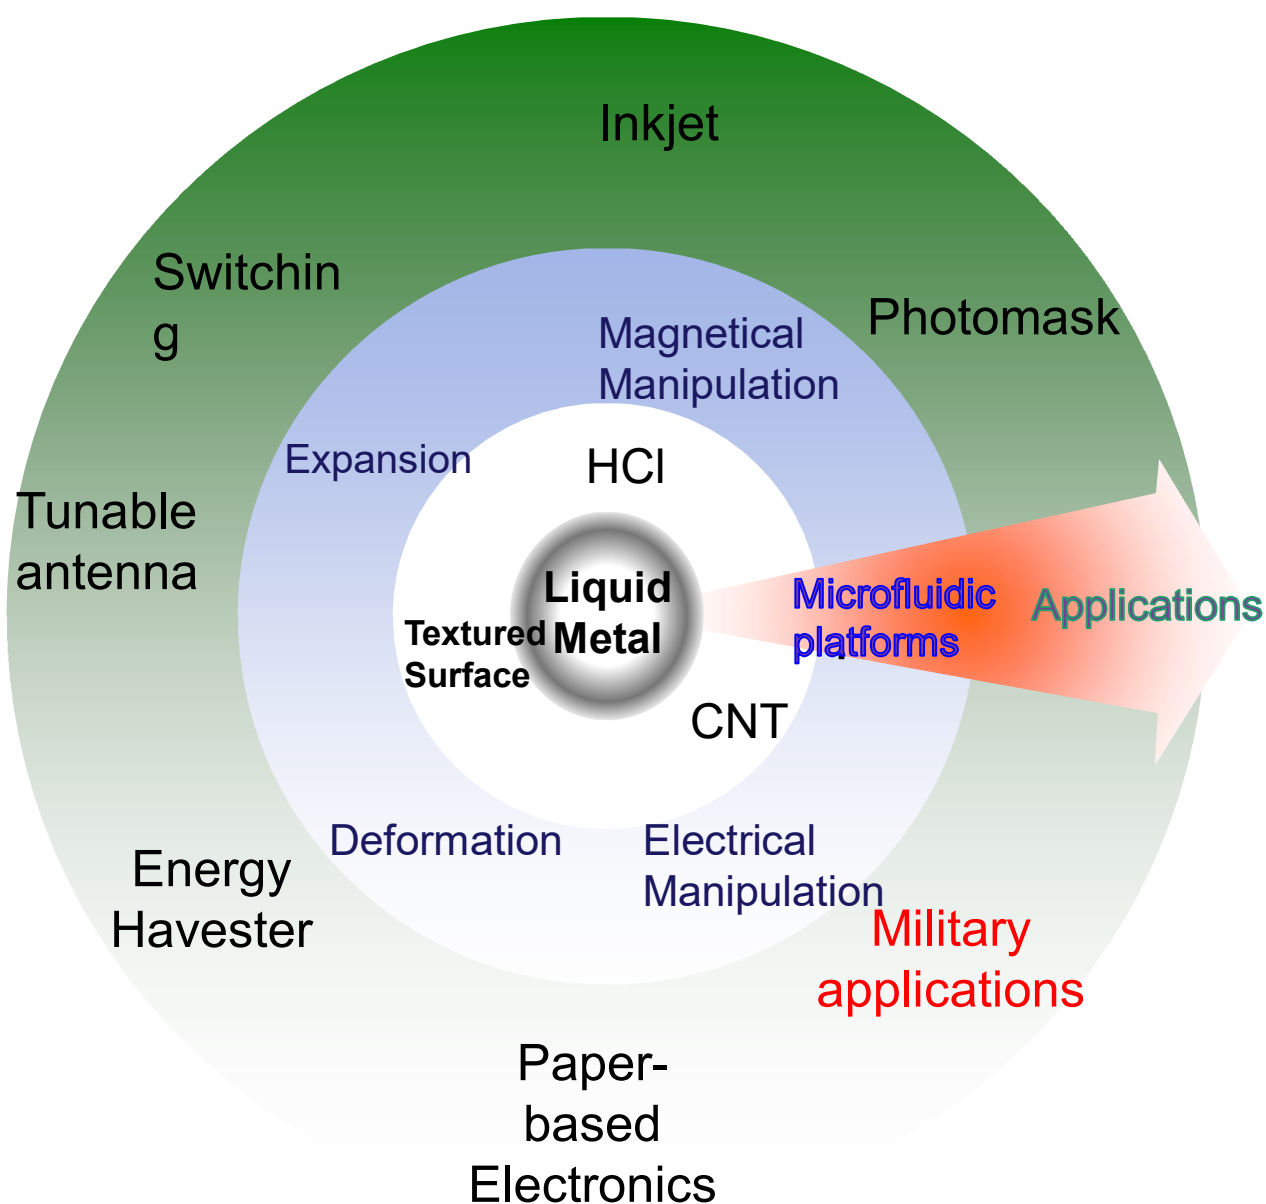 Inkjet
Switchin
g
Photomask
Magnetical
Manipulation
Expansion
HCl
Tunable
antenna
Liquid
Metal
Textured
Surface
Microfluidic
platforms
Applications
CNT
Deformation
Electrical
Manipulation
Energy
Havester
Military
applications
Paper-
based
Electronics